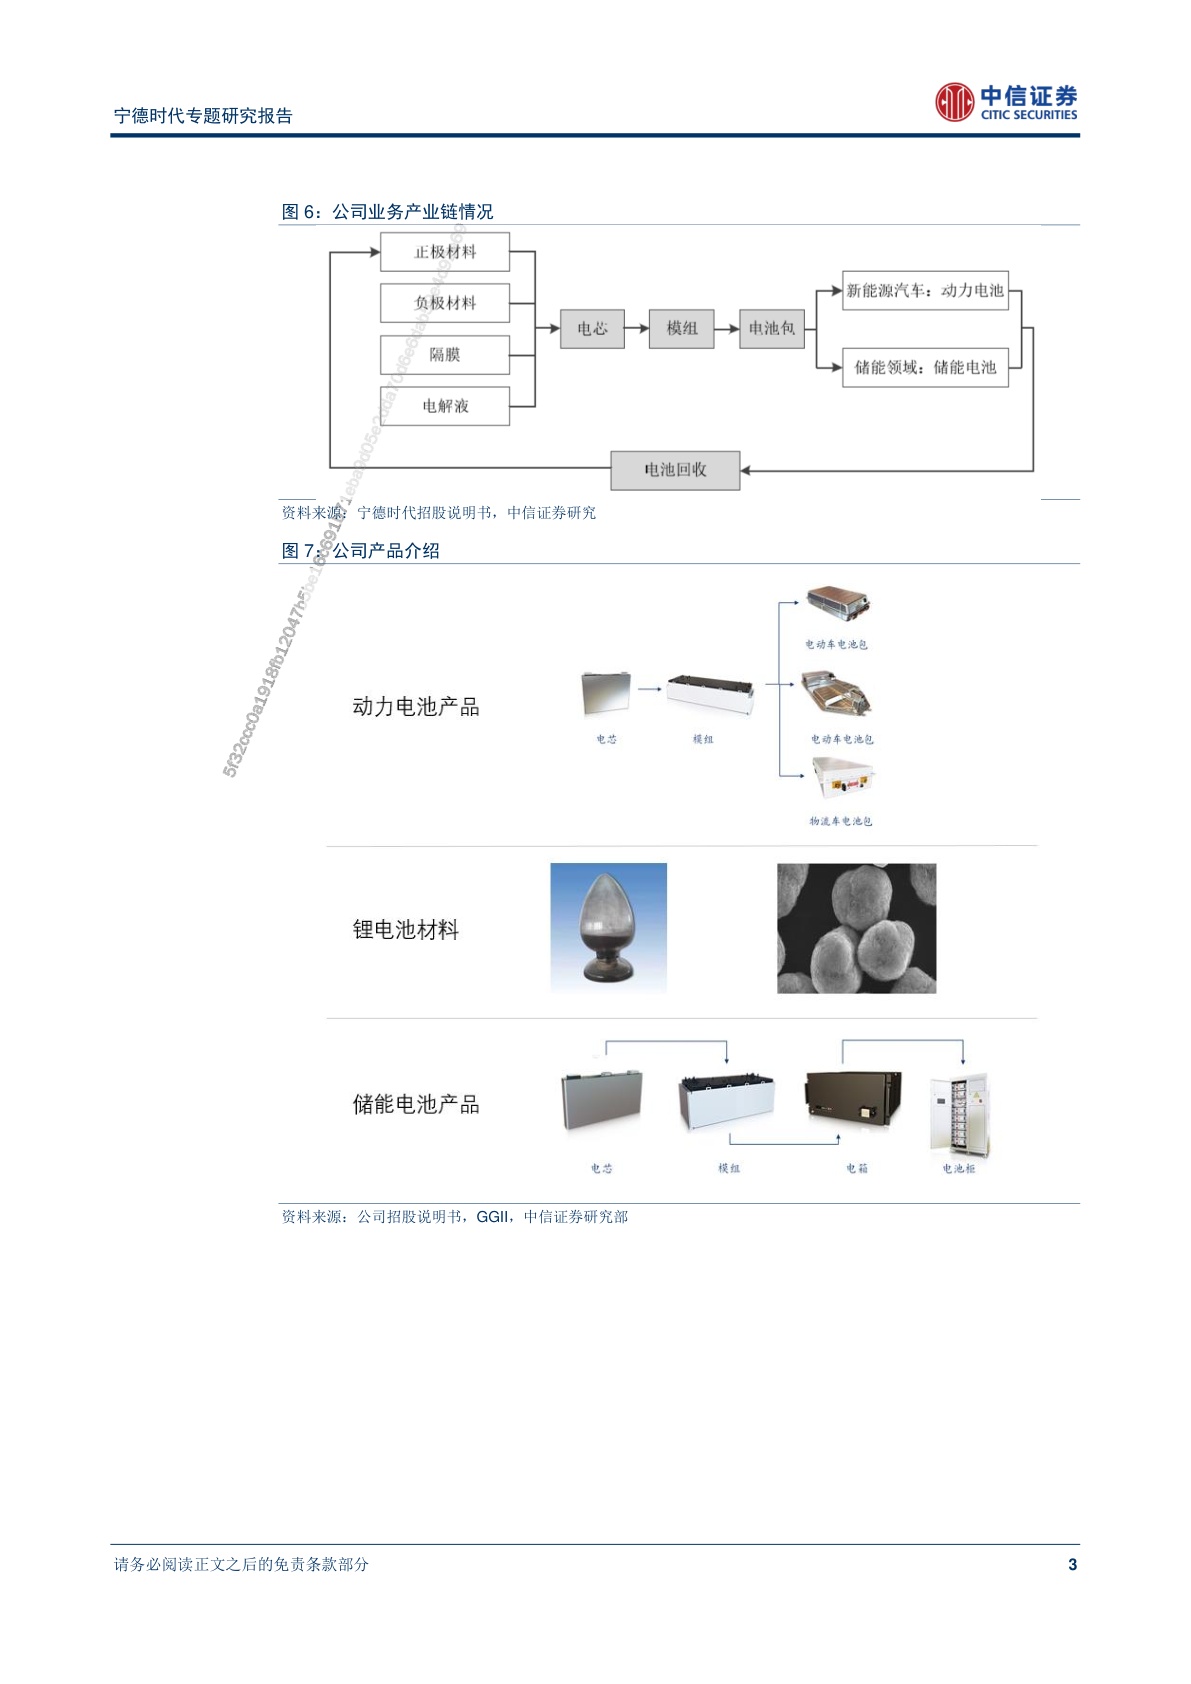 宁德时代专题研究报告
中信证券
CITIC SECURITIES
图 6：公司业务产业链情况
正极材料
负极材料
隔膜
电解液
电芯
模组
电池包
新能源汽车：动力电池
储能领域：储能电池
电池回收
资料来源：宁德时代招股说明书，中信证券研究
图 7：公司产品介绍
动力电池产品
电芯
模组
电动车电池包
电动车电池包
物流车电池包
锂电池材料
储能电池产品
电芯
模组
电箱
电池柜
资料来源：公司招股说明书，GGII，中信证券研究部
请务必阅读正文之后的免责条款部分
3